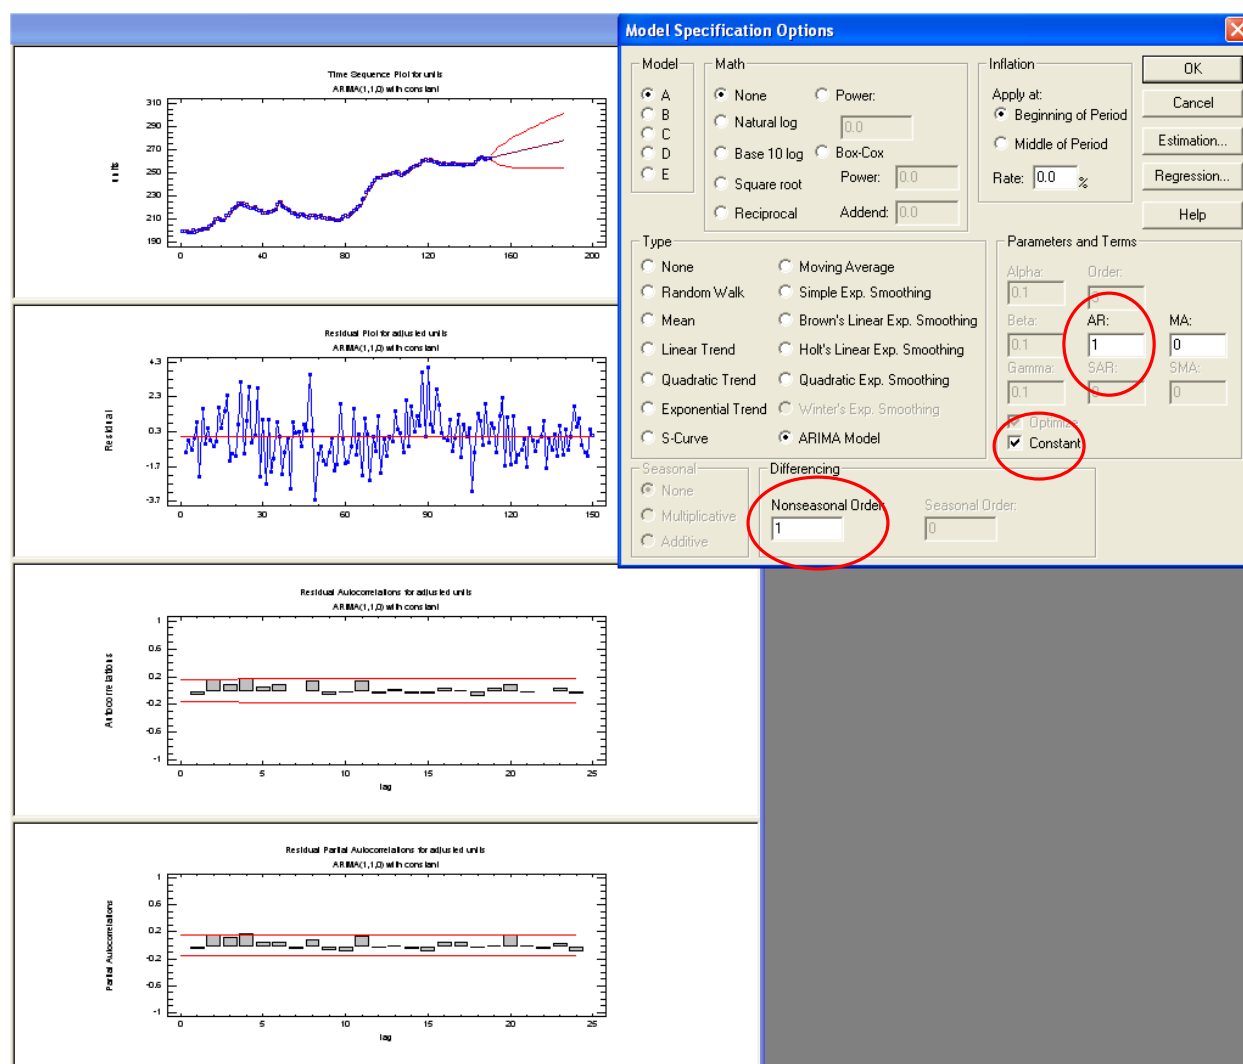 Time Sequence Plot for units
ARIMA(1,1,0) with constant
310
290
270
250
230
210
190
units
0 40 80 120 160 200
Residual Plot for adjusted units
ARIMA(1,1,0) with constant
4.3
2.3
0.3
-1.7
-3.7
Residual
0 30 60 90 120 150
Residual Autocorrelations for adjusted units
ARIMA(1,1,0) with constant
1
0.6
0.2
-0.2
-0.6
-1
Autocorrelations
0 5 10 15 20 25
lag
Residual Partial Autocorrelations for adjusted units
ARIMA(1,1,0) with constant
1
0.6
0.2
-0.2
-0.6
-1
Partial Autocorrelations
0 5 10 15 20 25
lag
Model Specification Options
Model
A
B
C
D
E
Math
None
Natural log
Base 10 log
Square root
Reciprocal
Power:
0.0
Box-Cox
Power: 0.0
Addend: 0.0
Inflation
Apply at:
Beginning of Period
Middle of Period
Rate: 0.0 %
OK
Cancel
Estimation...
Regression...
Help
Type
None
Random Walk
Mean
Linear Trend
Quadratic Trend
Exponential Trend
S-Curve
Moving Average
Simple Exp. Smoothing
Brown's Linear Exp. Smoothing
Holt's Linear Exp. Smoothing
Quadratic Exp. Smoothing
Winter's Exp. Smoothing
ARIMA Model
Parameters and Terms
Alpha: Order:
0.1
Beta: AR: MA:
0.1 1 0
Gamma: SAR: SMA:
0.1 0 0
Constant
Seasonal
None
Multiplicative
Additive
Differencing
Nonseasonal Order
1
Seasonal Order:
0